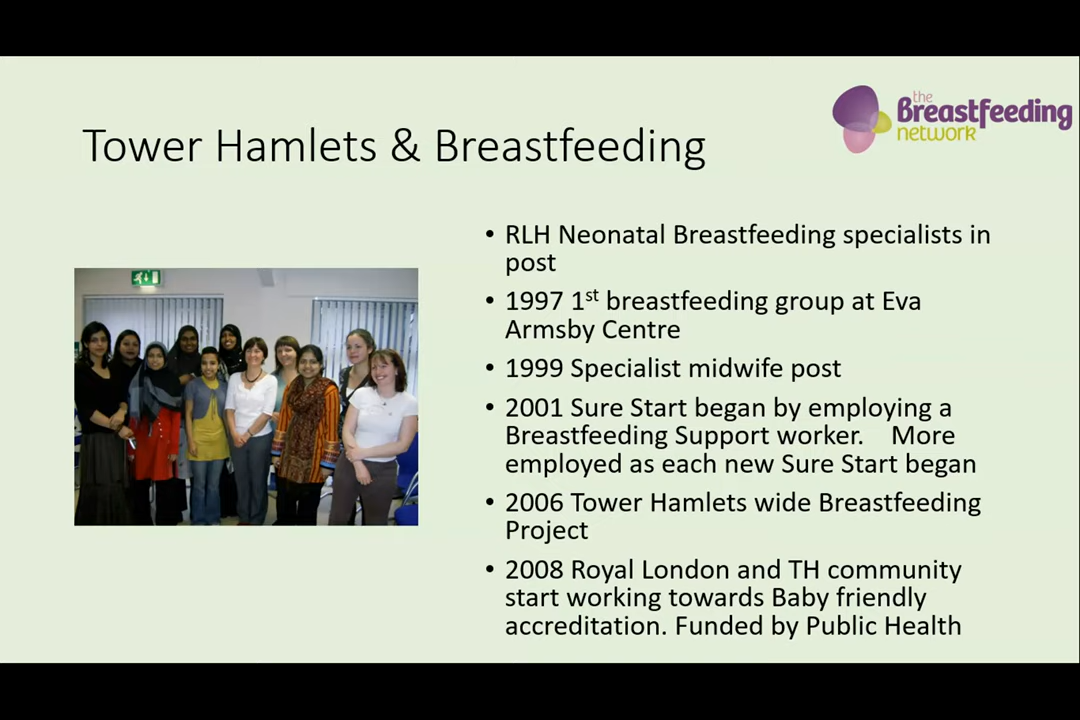 the
Breastfeeding
network
Tower Hamlets & Breastfeeding
• RLH Neonatal Breastfeeding specialists in
post
• 1997 1st breastfeeding group at Eva
Armsby Centre
• 1999 Specialist midwife post
• 2001 Sure Start began by employing a
Breastfeeding Support worker. More
employed as each new Sure Start began
• 2006 Tower Hamlets wide Breastfeeding
Project
• 2008 Royal London and TH community
start working towards Baby friendly
accreditation. Funded by Public Health